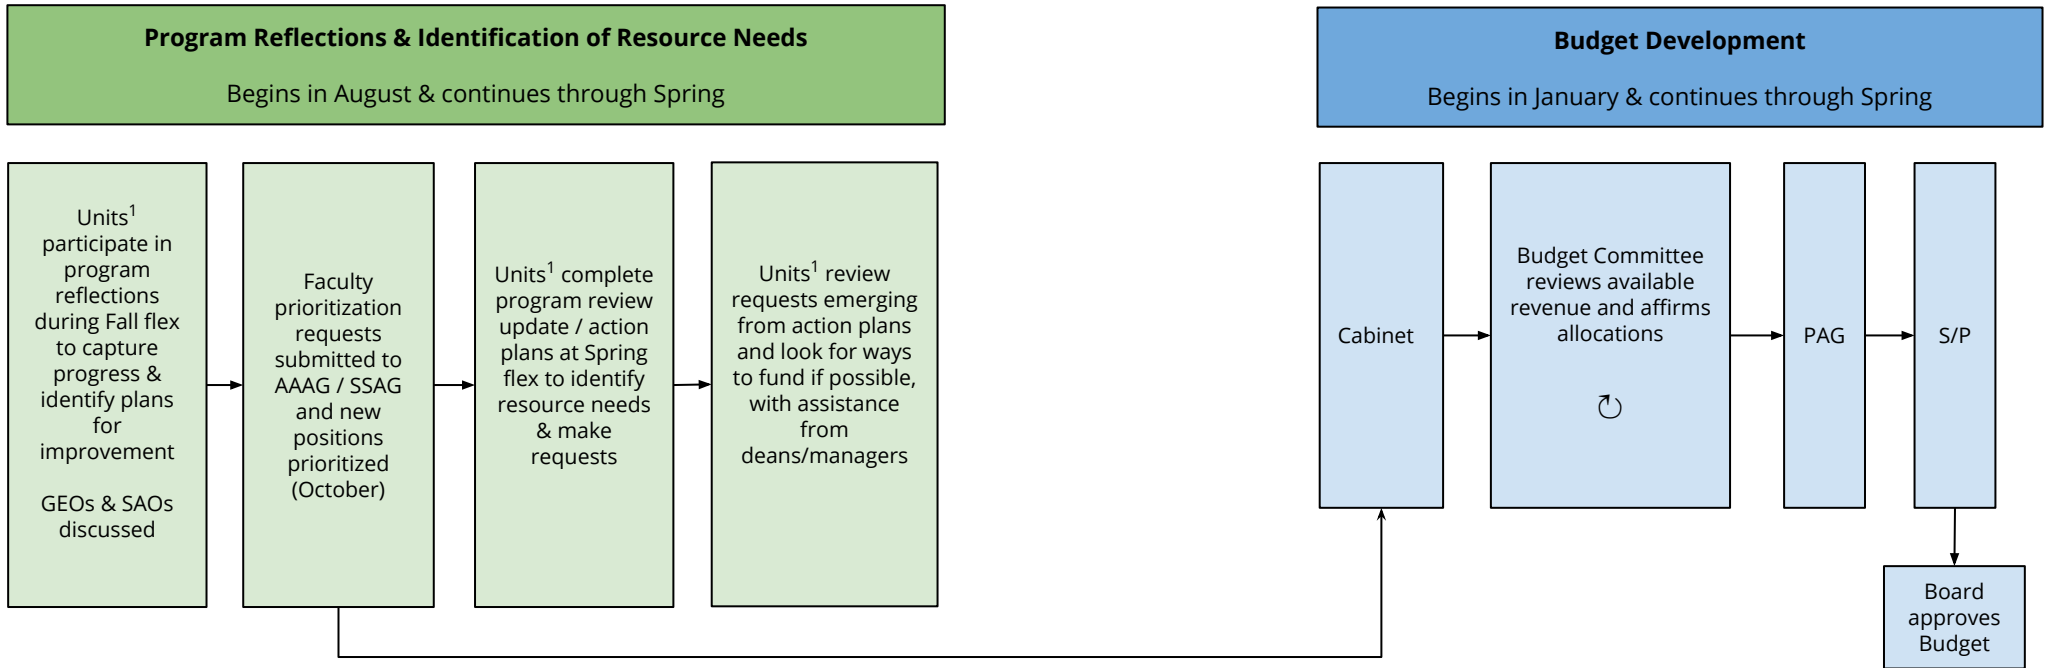 Program Reflections & Identification of Resource Needs
Begins in August & continues through Spring
Budget Development
Begins in January & continues through Spring
Units¹
participate in
program
reflections
during Fall flex
to capture
progress &
identify plans
for
improvement
GEOs & SAOs
discussed
Faculty
prioritization
requests
submitted to
AAAG / SSAG
and new
positions
prioritized
(October)
Units¹ complete
program review
update / action
plans at Spring
flex to identify
resource needs
& make
requests
Units¹ review
requests emerging
from action plans
and look for ways
to fund if possible,
with assistance
from
deans/managers
Cabinet
Budget Committee
reviews available
revenue and affirms
allocations
↻
PAG
S/P
Board
approves
Budget